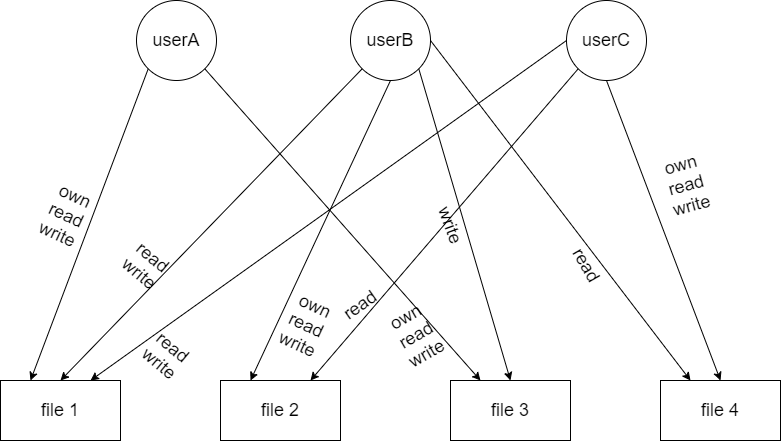 userA
userB
userC
own
read
write
read
write
read
write
own
read
write
read
own
read
write
write
read
own
read
write
file 1
file 2
file 3
file 4